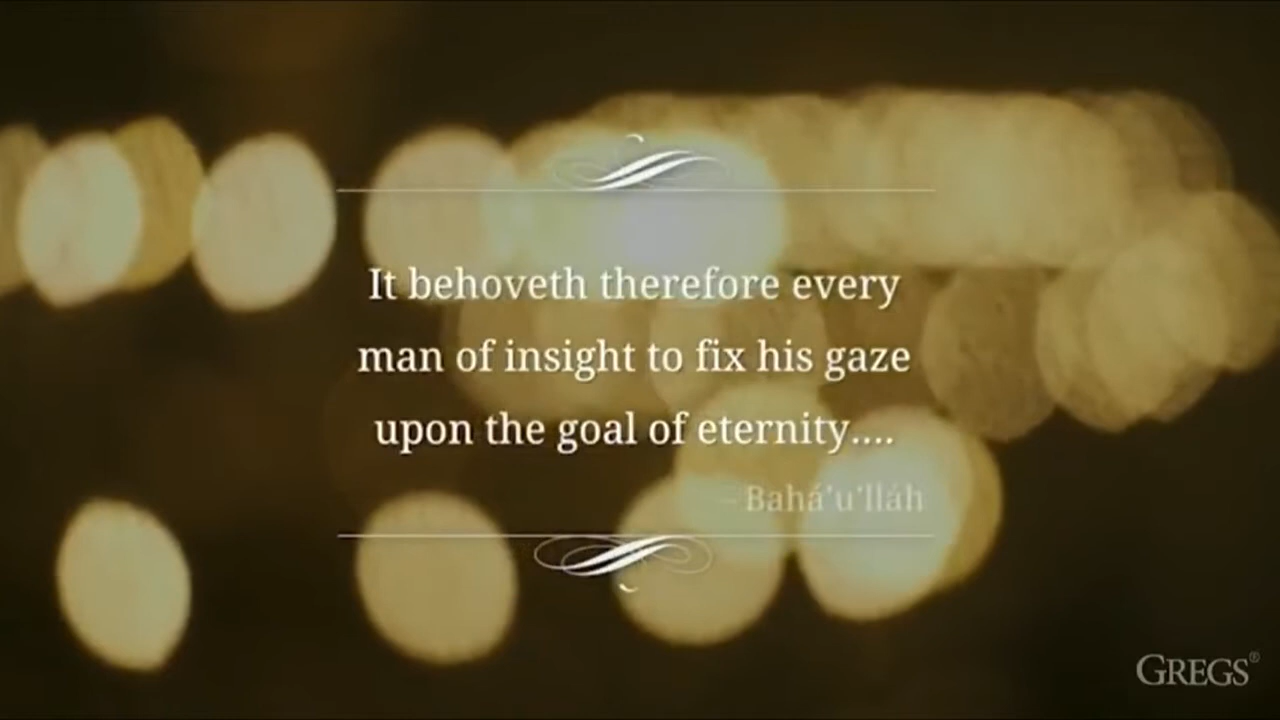 It behoveth therefore every
man of insight to fix his gaze
upon the goal of eternity....
– Bahá'u'lláh
GREGS®